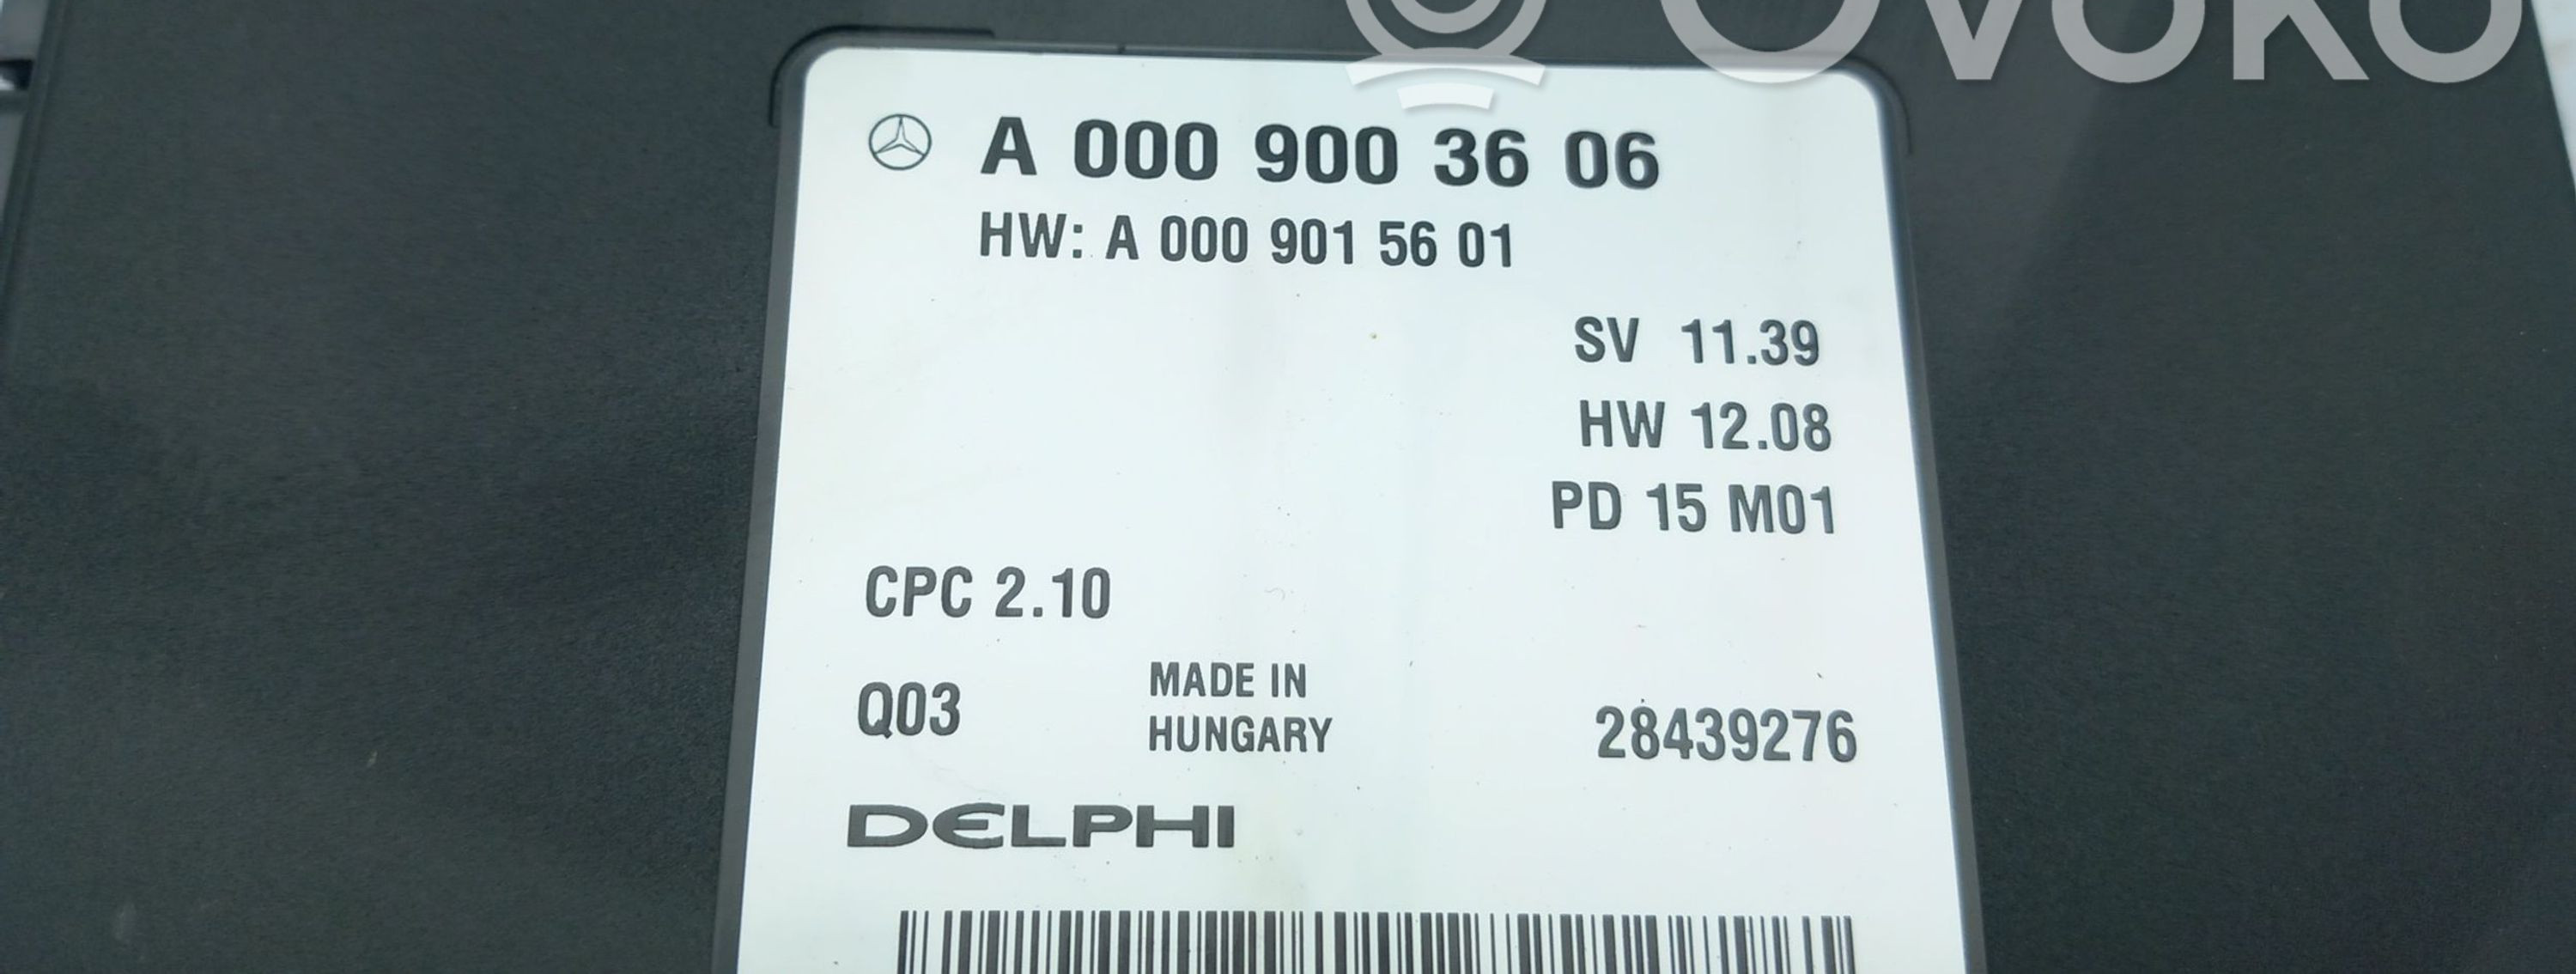 OVOKO
A 000 900 36 06
HW: A 000 901 56 01
SV 11.39
HW 12.08
PD 15 M01
CPC 2.10
Q03
MADE IN
HUNGARY
28439276
DELPHI